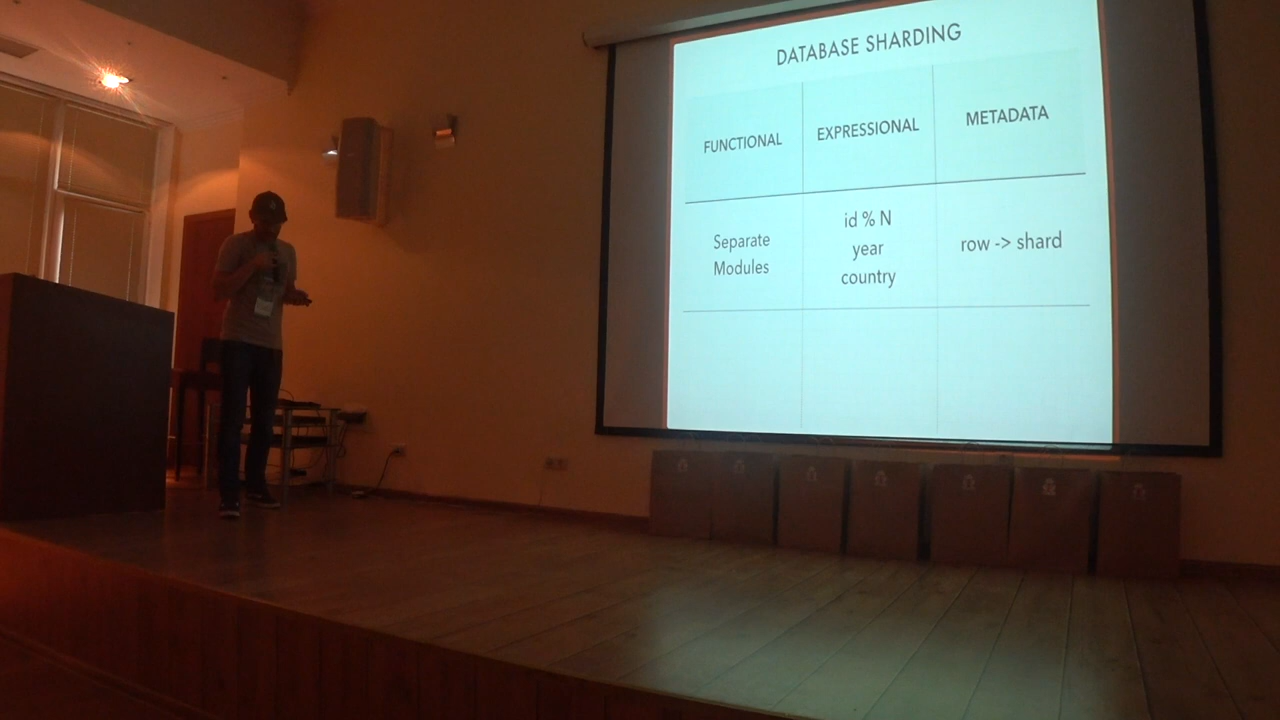 DATABASE SHARDING
FUNCTIONAL
EXPRESSIONAL
METADATA
Separate
Modules
id % N
year
country
row -> shard